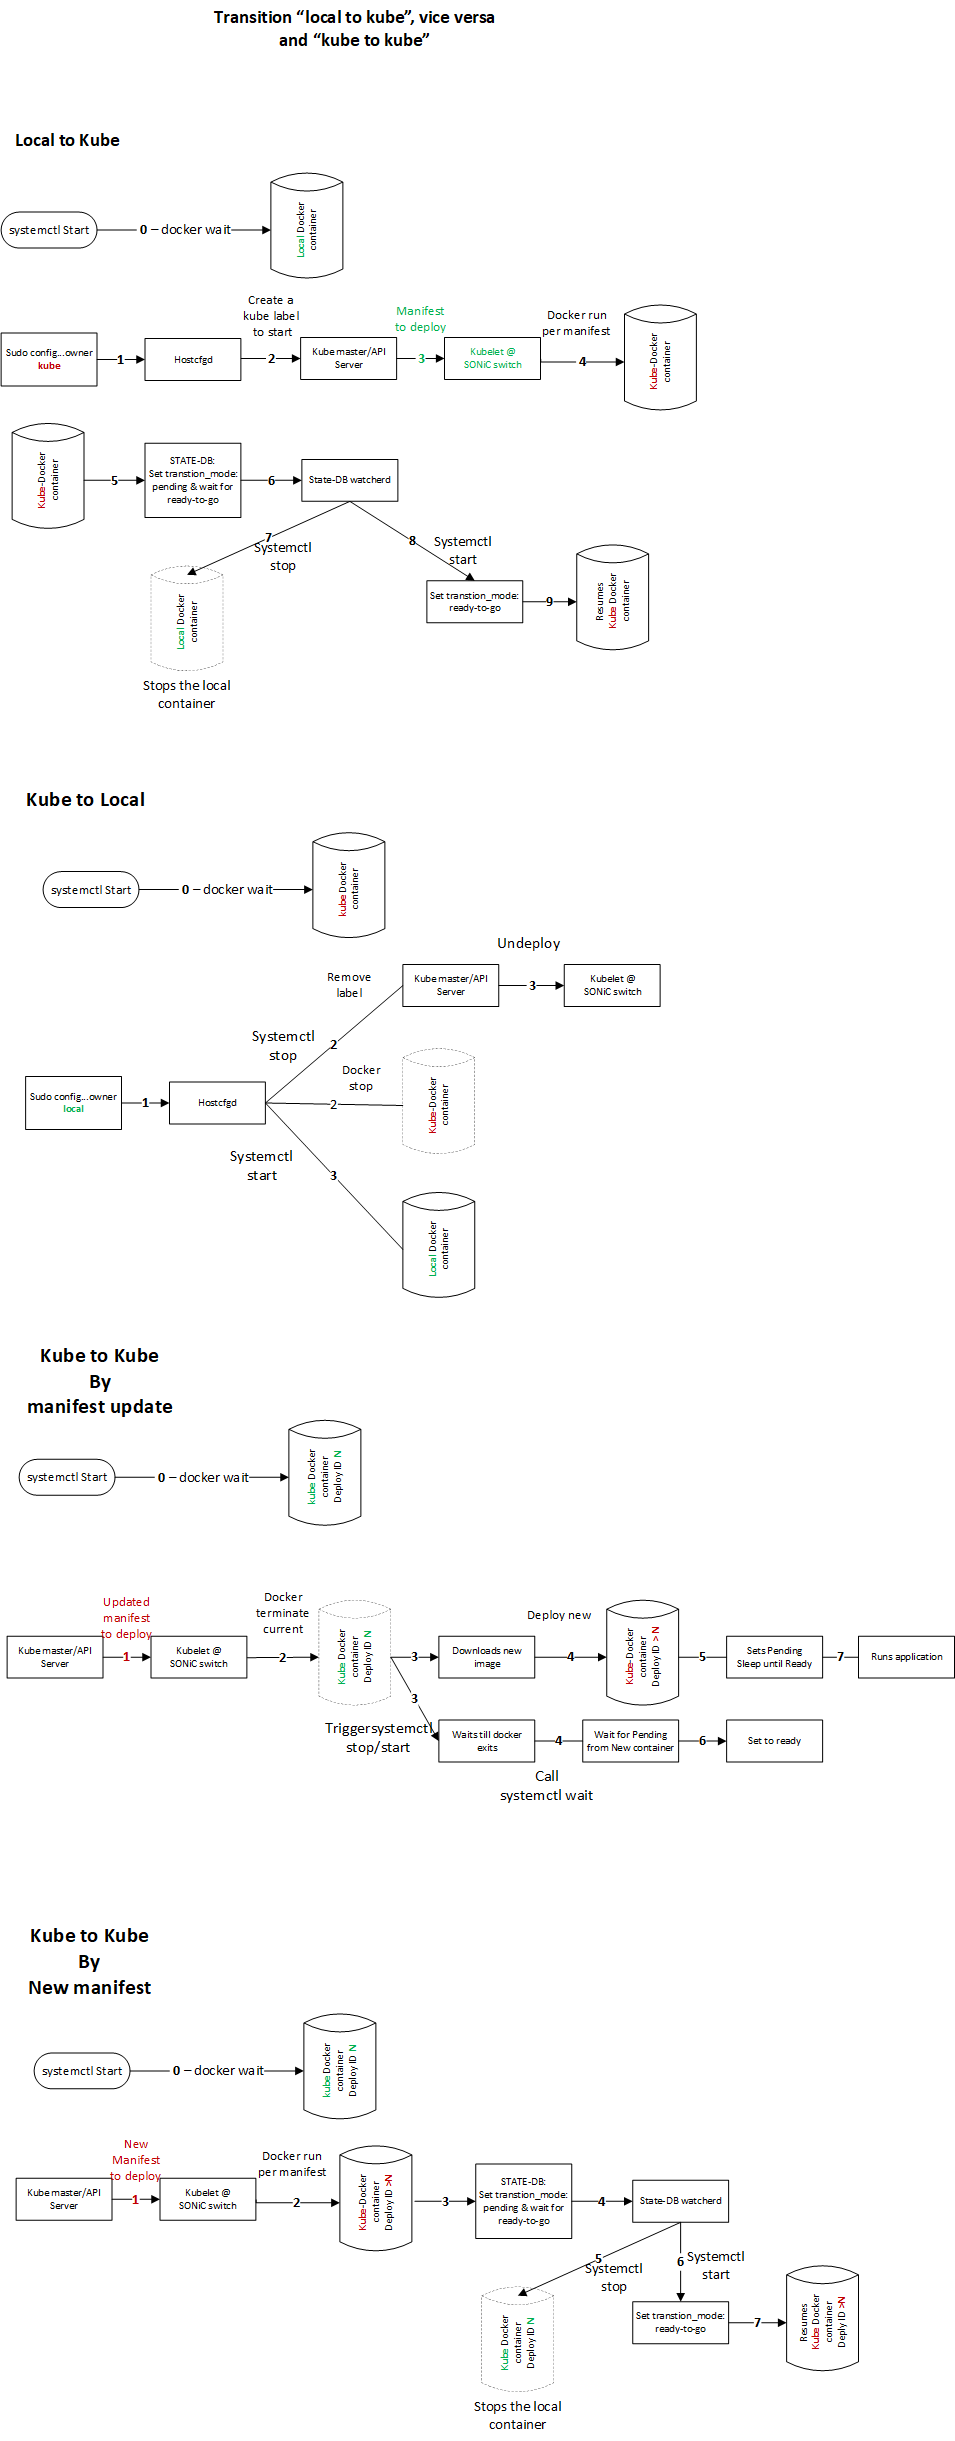 Transition “local to kube”, vice versa
and “kube to kube”
Local to Kube
systemctl Start
0 – docker wait
Local Docker
container
Sudo config...owner
kube
1
Hostcfgd
Create a
kube label
to start
2
Kube master/API
Server
Manifest
to deploy
3
Kubelet @
SONiC switch
Docker run
per manifest
4
Kube-Docker
container
Kube-Docker
container
5
STATE-DB:
Set transtion_mode:
pending & wait for
ready-to-go
6
State-DB watcherd
7
Systemctl
stop
8
Systemctl
start
Local Docker
container
Stops the local
container
Set transtion_mode:
ready-to-go
9
Resumes
Kube Docker
container
Kube to Local
systemctl Start
0 – docker wait
kube Docker
container
Undeploy
Remove
label
Kube master/API
Server
3
Kubelet @
SONiC switch
Systemctl
stop
2
Docker
stop
Sudo config...owner
local
1
Hostcfgd
2
Kube-Docker
container
Systemctl
start
3
Local Docker
container
Kube to Kube
By
manifest update
systemctl Start
0 – docker wait
kube Docker
container
Deploy ID N
Kube master/API
Server
Updated
manifest
to deploy
1
Kubelet @
SONiC switch
Docker
terminate
current
2
Kube Docker
container
Deploy ID N
3
Downloads new
image
Deploy new
4
Kube-Docker
container
Deploy ID > N
5
Sets Pending
Sleep until Ready
7
Runs application
3
Triggersystemctl
stop/start
Waits till docker
exits
4
Wait for Pending
from New container
6
Set to ready
Call
systemctl wait
Kube to Kube
By
New manifest
systemctl Start
0 – docker wait
kube Docker
container
Deploy ID N
Kube master/API
Server
New
Manifest
to deploy
1
Kubelet @
SONiC switch
Docker run
per manifest
2
Kube-Docker
container
Deploy ID >N
3
STATE-DB:
Set transtion_mode:
pending & wait for
ready-to-go
4
State-DB watcherd
5
Systemctl
stop
6
Systemctl
start
Kube Docker
container
Deploy ID N
Stops the local
container
Set transtion_mode:
ready-to-go
7
Resumes
Kube Docker
container
Deply ID >N